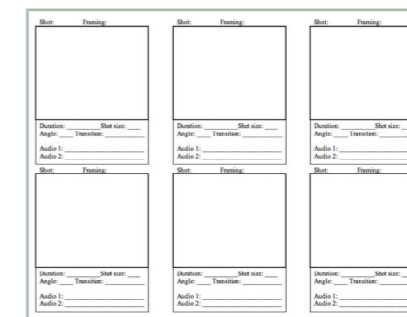 Shot: Framing: Shot: Framing: Shot: Framing:
Duration: Shot size: Duration: Shot size: Duration: Shot size:
Angle: Transition: Angle: Transition: Angle: Transition:
Audio 1: Audio 1: Audio 1:
Audio 2: Audio 2: Audio 2:
Shot: Framing: Shot: Framing: Shot: Framing:
Duration: Shot size: Duration: Shot size: Duration: Shot size:
Angle: Transition: Angle: Transition: Angle: Transition:
Audio 1: Audio 1: Audio 1:
Audio 2: Audio 2: Audio 2: